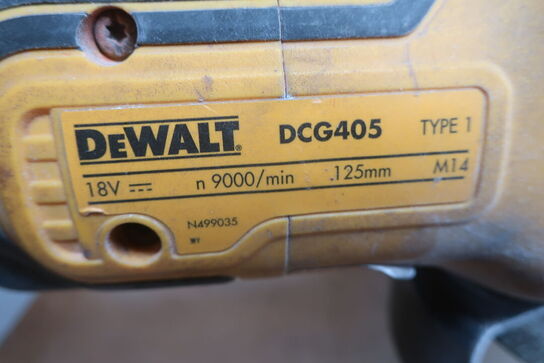 DEWALT® DCG405 TYPE 1
18V ⎓ n 9000/min .125mm M14
N499035